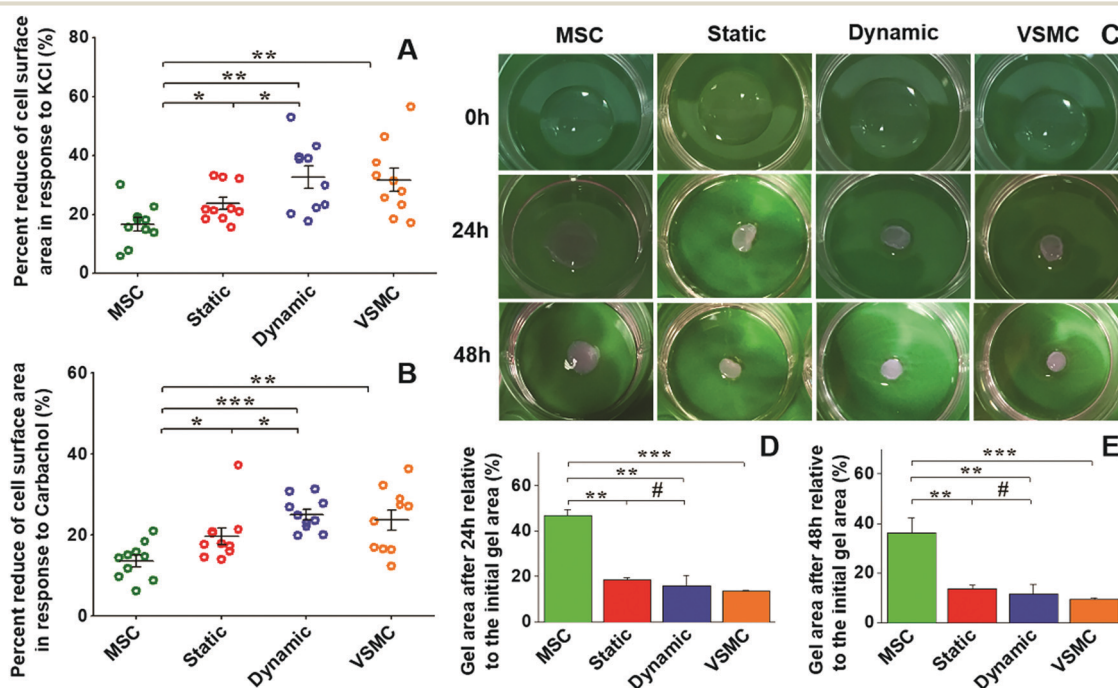 A
Percent reduce of cell surface
area in response to KCl (%)
80
60
40
20
0
**
**
* *
MSC Static Dynamic VSMC
B
Percent reduce of cell surface area
in response to Carbachol (%)
60
40
20
0
**
***
* *
MSC Static Dynamic VSMC
MSC Static Dynamic VSMC C
0h
24h
48h
D
Gel area after 24h relative
to the initial gel area (%)
60
40
20
0
***
**
** #
MSC Static Dynamic VSMC
E
Gel area after 48h relative
to the initial gel area (%)
60
40
20
0
***
**
** #
MSC Static Dynamic VSMC